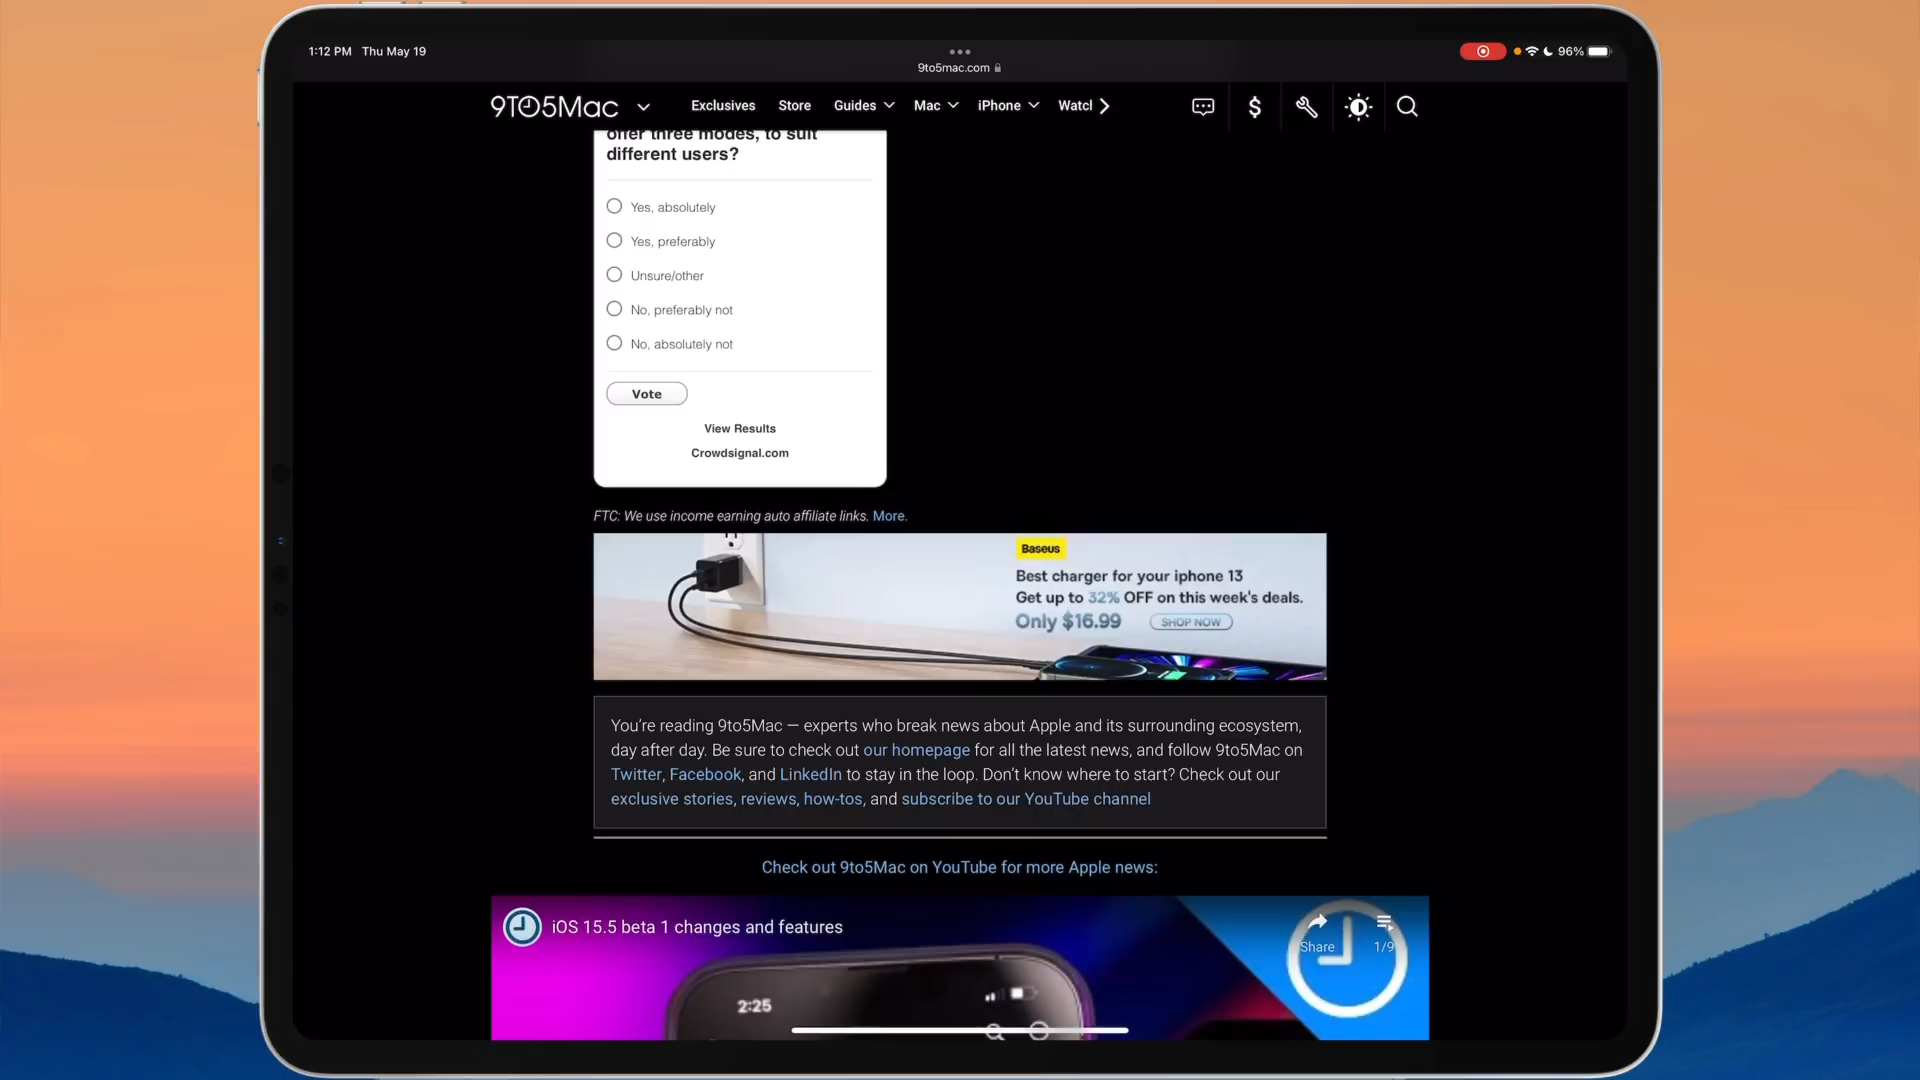 1:12 PM Thu May 19
96%
9to5mac.com
9TO5Mac
Exclusives Store Guides Mac iPhone Watcl
offer three modes, to suit
different users?
Yes, absolutely
Yes, preferably
Unsure/other
No, preferably not
No, absolutely not
Vote
View Results
Crowdsignal.com
FTC: We use income earning auto affiliate links. More.
Baseus
Best charger for your iphone 13
Get up to 32% OFF on this week's deals.
Only $16.99 SHOP NOW
You’re reading 9to5Mac — experts who break news about Apple and its surrounding ecosystem,
day after day. Be sure to check out our homepage for all the latest news, and follow 9to5Mac on
Twitter, Facebook, and LinkedIn to stay in the loop. Don’t know where to start? Check out our
exclusive stories, reviews, how-tos, and subscribe to our YouTube channel
Check out 9to5Mac on YouTube for more Apple news:
iOS 15.5 beta 1 changes and features
Share 1/9
2:25